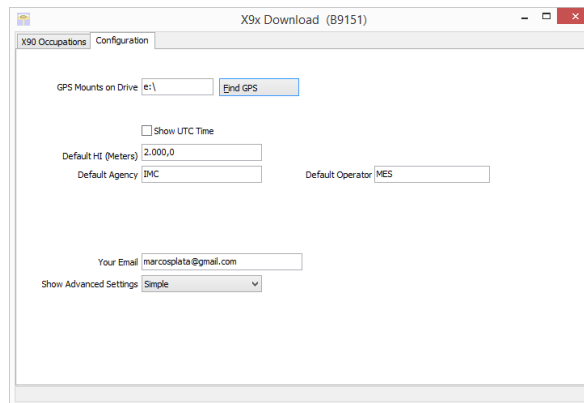 X9x Download (B9151)
X90 Occupations Configuration
GPS Mounts on Drive e:\ Find GPS
Show UTC Time
Default HI (Meters) 2.000,0
Default Agency IMC Default Operator MES
Your Email marcosplata@gmail.com
Show Advanced Settings Simple